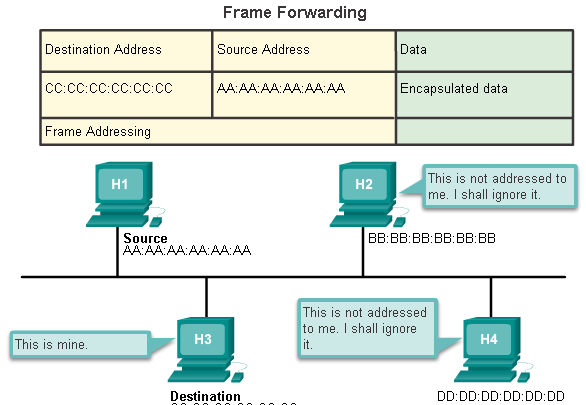 Frame Forwarding
Destination Address Source Address Data
CC:CC:CC:CC:CC:CC AA:AA:AA:AA:AA:AA Encapsulated data
Frame Addressing
H1
H2
This is not addressed to
me. I shall ignore it.
Source
AA:AA:AA:AA:AA:AA
BB:BB:BB:BB:BB:BB
This is mine.
H3
This is not addressed
to me. I shall ignore
it.
H4
Destination
DD:DD:DD:DD:DD:DD